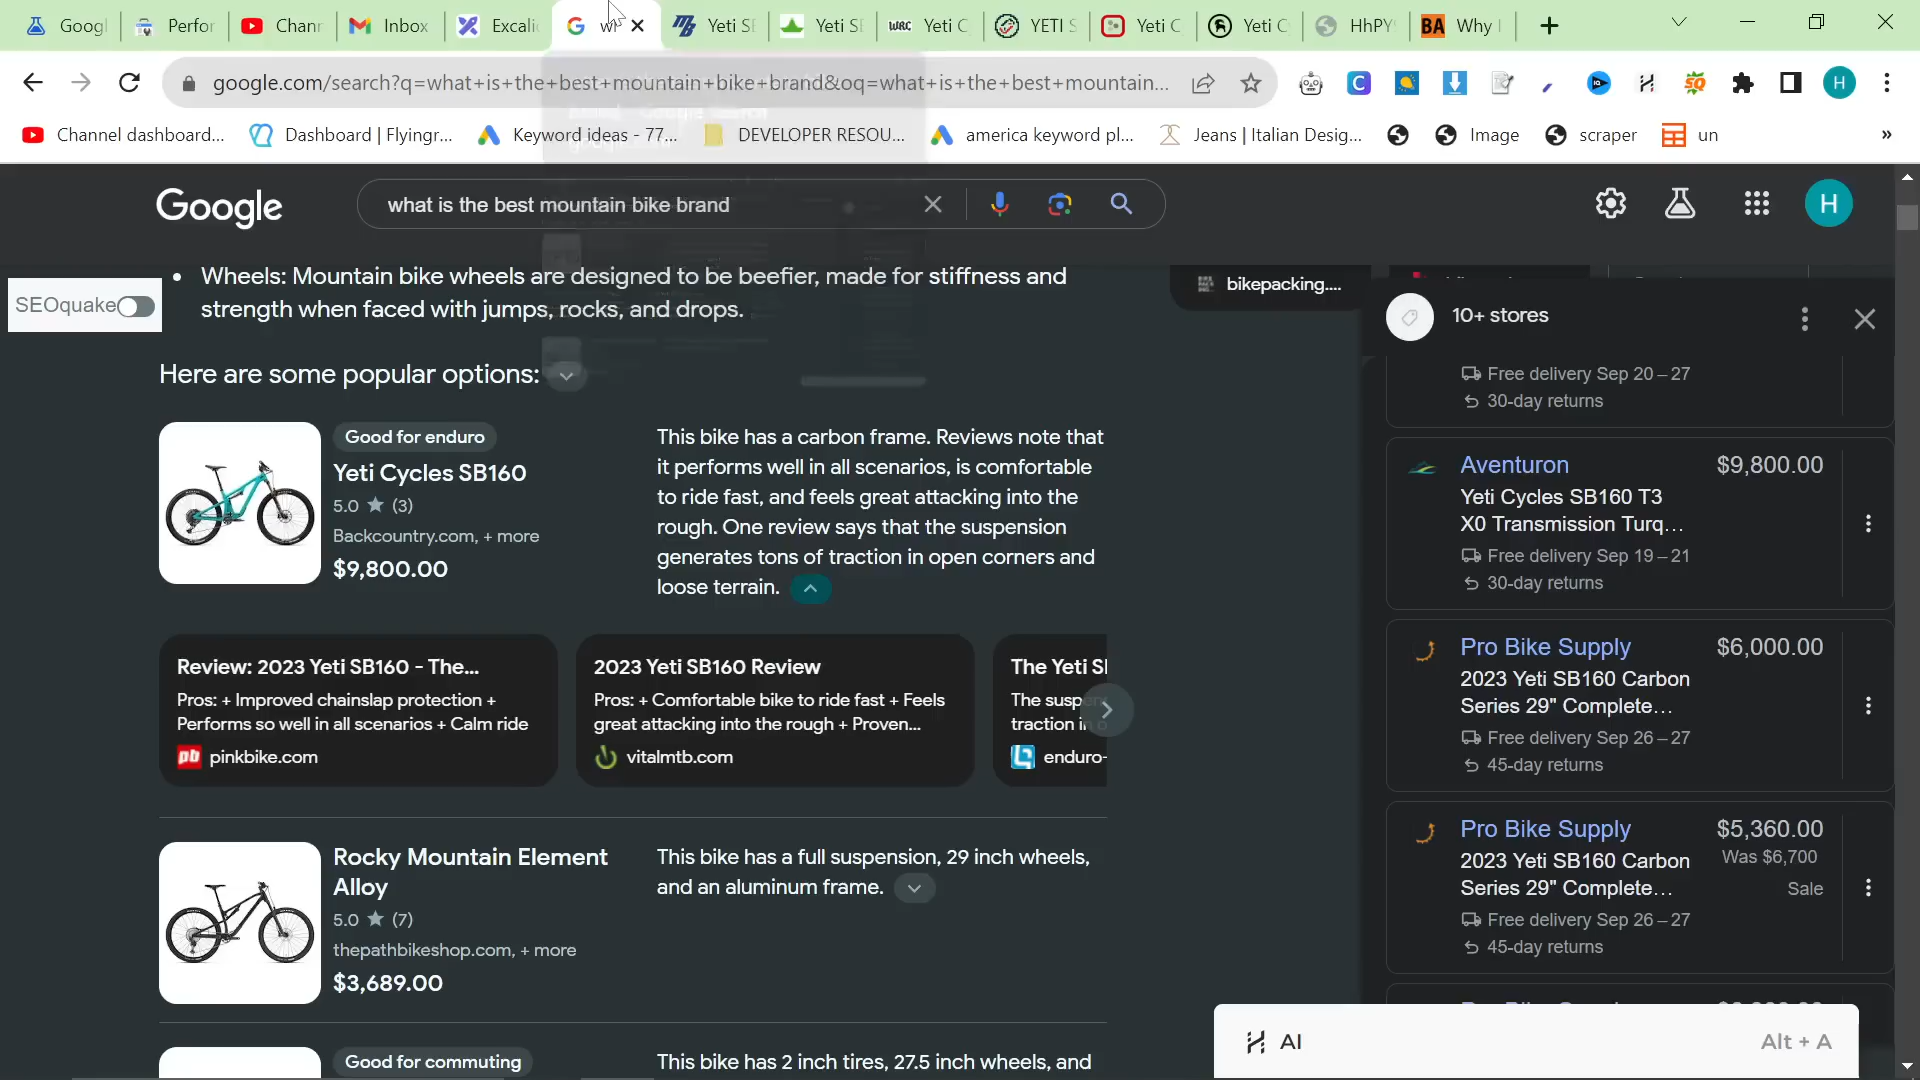 Googl
Perfor
Chann
Inbox
Excali
wh
Yeti SB
Yeti SB
WRC
Yeti C
YETI S
Yeti C
Yeti C
HhPYS
BA
Why I
google.com/search?q=what+is+the+best+mountain+bike+brand&oq=what+is+the+best+mountain...
H
Channel dashboard...
Dashboard | Flyingr...
Keyword ideas - 77...
DEVELOPER RESOU...
america keyword pl...
Jeans | Italian Desig...
Image
scraper
un
»
Google
what is the best mountain bike brand
H
SEOquake
• Wheels: Mountain bike wheels are designed to be beefier, made for stiffness and
strength when faced with jumps, rocks, and drops.
Here are some popular options:
Good for enduro
Yeti Cycles SB160
5.0 ★ (3)
Backcountry.com, + more
$9,800.00
This bike has a carbon frame. Reviews note that
it performs well in all scenarios, is comfortable
to ride fast, and feels great attacking into the
rough. One review says that the suspension
generates tons of traction in open corners and
loose terrain.
Review: 2023 Yeti SB160 - The...
Pros: + Improved chainslap protection +
Performs so well in all scenarios + Calm ride
pb pinkbike.com
2023 Yeti SB160 Review
Pros: + Comfortable bike to ride fast + Feels
great attacking into the rough + Proven...
vitalmtb.com
The Yeti SB
The suspen
traction in
enduro-
Rocky Mountain Element
Alloy
5.0 ★ (7)
thepathbikeshop.com, + more
$3,689.00
This bike has a full suspension, 29 inch wheels,
and an aluminum frame.
Good for commuting
This bike has 2 inch tires, 27.5 inch wheels, and
bikepacking....
10+ stores
Free delivery Sep 20 – 27
30-day returns
Aventuron
$9,800.00
Yeti Cycles SB160 T3
X0 Transmission Turq...
Free delivery Sep 19 – 21
30-day returns
Pro Bike Supply
$6,000.00
2023 Yeti SB160 Carbon
Series 29" Complete...
Free delivery Sep 26 – 27
45-day returns
Pro Bike Supply
$5,360.00
Was $6,700
2023 Yeti SB160 Carbon
Series 29" Complete...
Sale
Free delivery Sep 26 – 27
45-day returns
AI
Alt + A